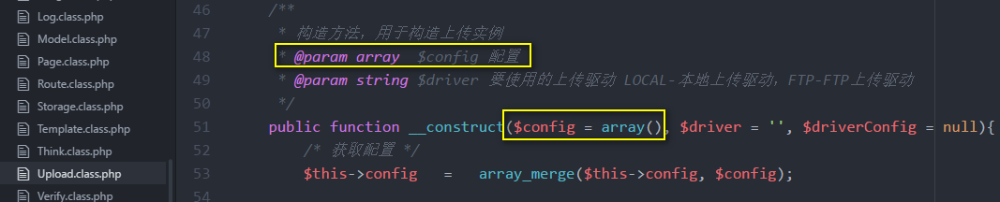 Log.class.php
Model.class.php
Page.class.php
Route.class.php
Storage.class.php
Template.class.php
Think.class.php
Upload.class.php
Verify.class.php
46 /**
47 * 构造方法，用于构造上传实例
48 * @param array $config 配置
49 * @param string $driver 要使用的上传驱动 LOCAL-本地上传驱动，FTP-FTP上传驱动
50 */
51 public function __construct($config = array(), $driver = '', $driverConfig = null){
52 /* 获取配置 */
53 $this->config = array_merge($this->config, $config);
54